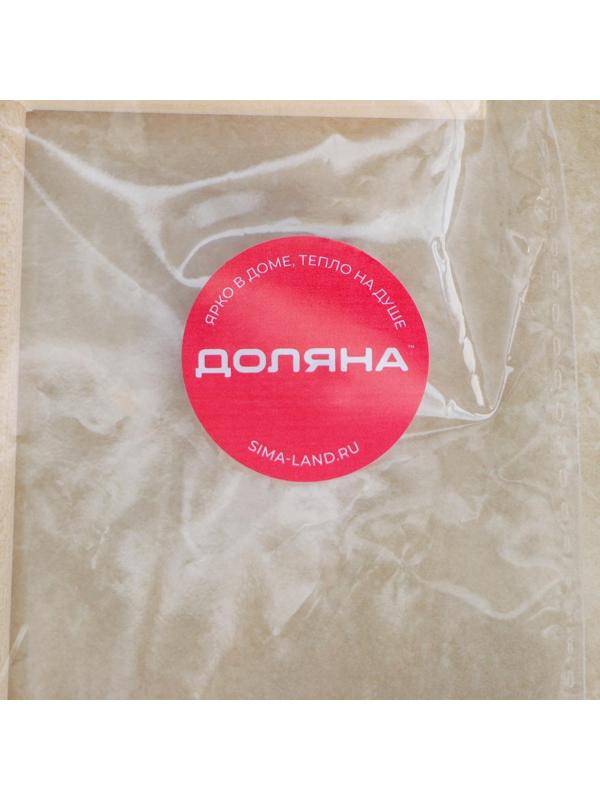 ЯРКО В ДОМЕ, ТЕПЛО НА ДУШЕ
ДОЛЯНА™
SIMA-LAND.RU